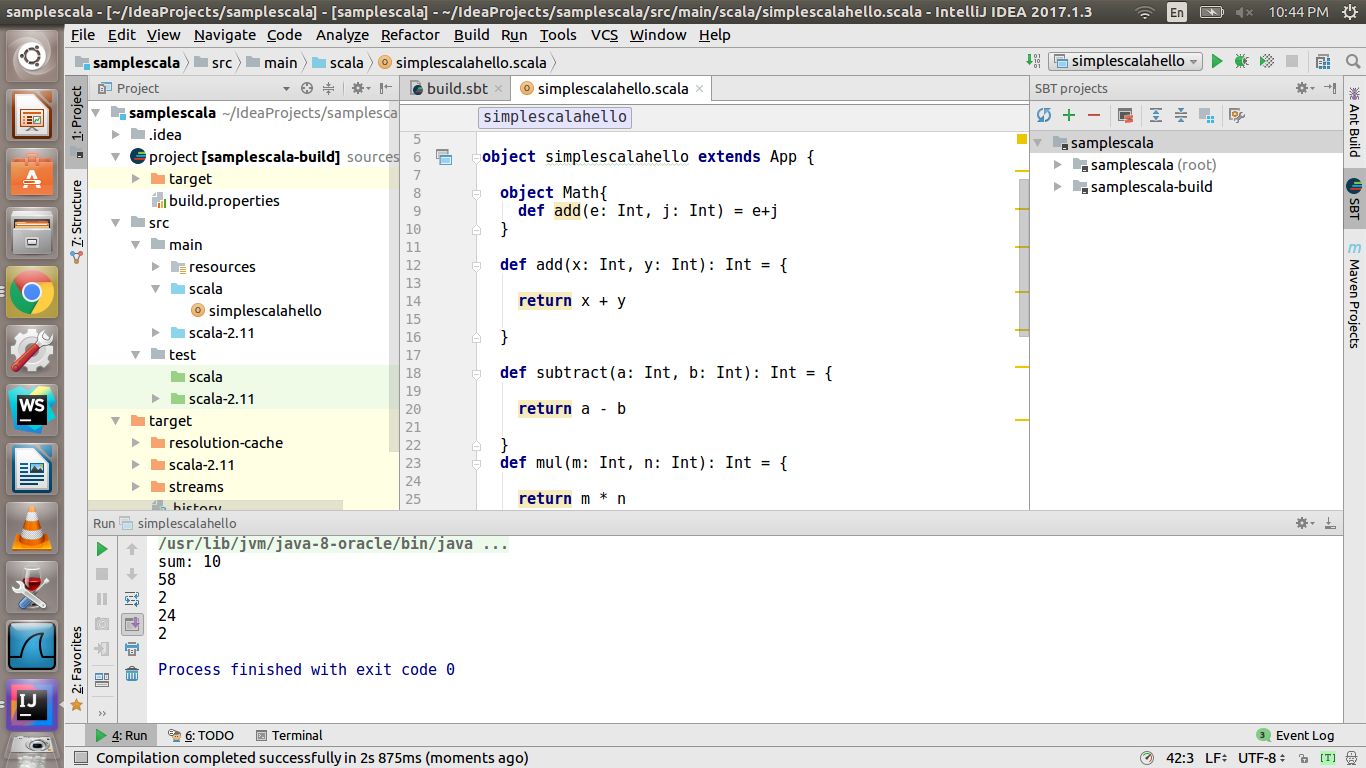 samplescala - [~/IdeaProjects/samplescala] - [samplescala] - ~/IdeaProjects/samplescala/src/main/scala/simplescalahello.scala - IntelliJ IDEA 2017.1.3
En
10:44 PM
File Edit View Navigate Code Analyze Refactor Build Run Tools VCS Window Help
samplescala src main scala simplescalahello.scala
simplescalahello
Project
build.sbt
simplescalahello.scala
SBT projects
1: Project
7: Structure
2: Favorites
samplescala ~/IdeaProjects/samplesca
.idea
project [samplescala-build] sources
target
build.properties
src
main
resources
scala
simplescalahello
scala-2.11
test
scala
scala-2.11
target
resolution-cache
scala-2.11
streams
.history
simplescalahello
5
6 object simplescalahello extends App {
7
8 object Math{
9 def add(e: Int, j: Int) = e+j
10 }
11
12 def add(x: Int, y: Int): Int = {
13
14 return x + y
15
16 }
17
18 def subtract(a: Int, b: Int): Int = {
19
20 return a - b
21
22 }
23 def mul(m: Int, n: Int): Int = {
24
25 return m * n
samplescala
samplescala (root)
samplescala-build
Ant Build
SBT
m Maven Projects
WS
IJ
Run simplescalahello
/usr/lib/jvm/java-8-oracle/bin/java ...
sum: 10
58
2
24
2
Process finished with exit code 0
4: Run 6: TODO Terminal
3 Event Log
Compilation completed successfully in 2s 875ms (moments ago)
42:3 LF UTF-8 [T]